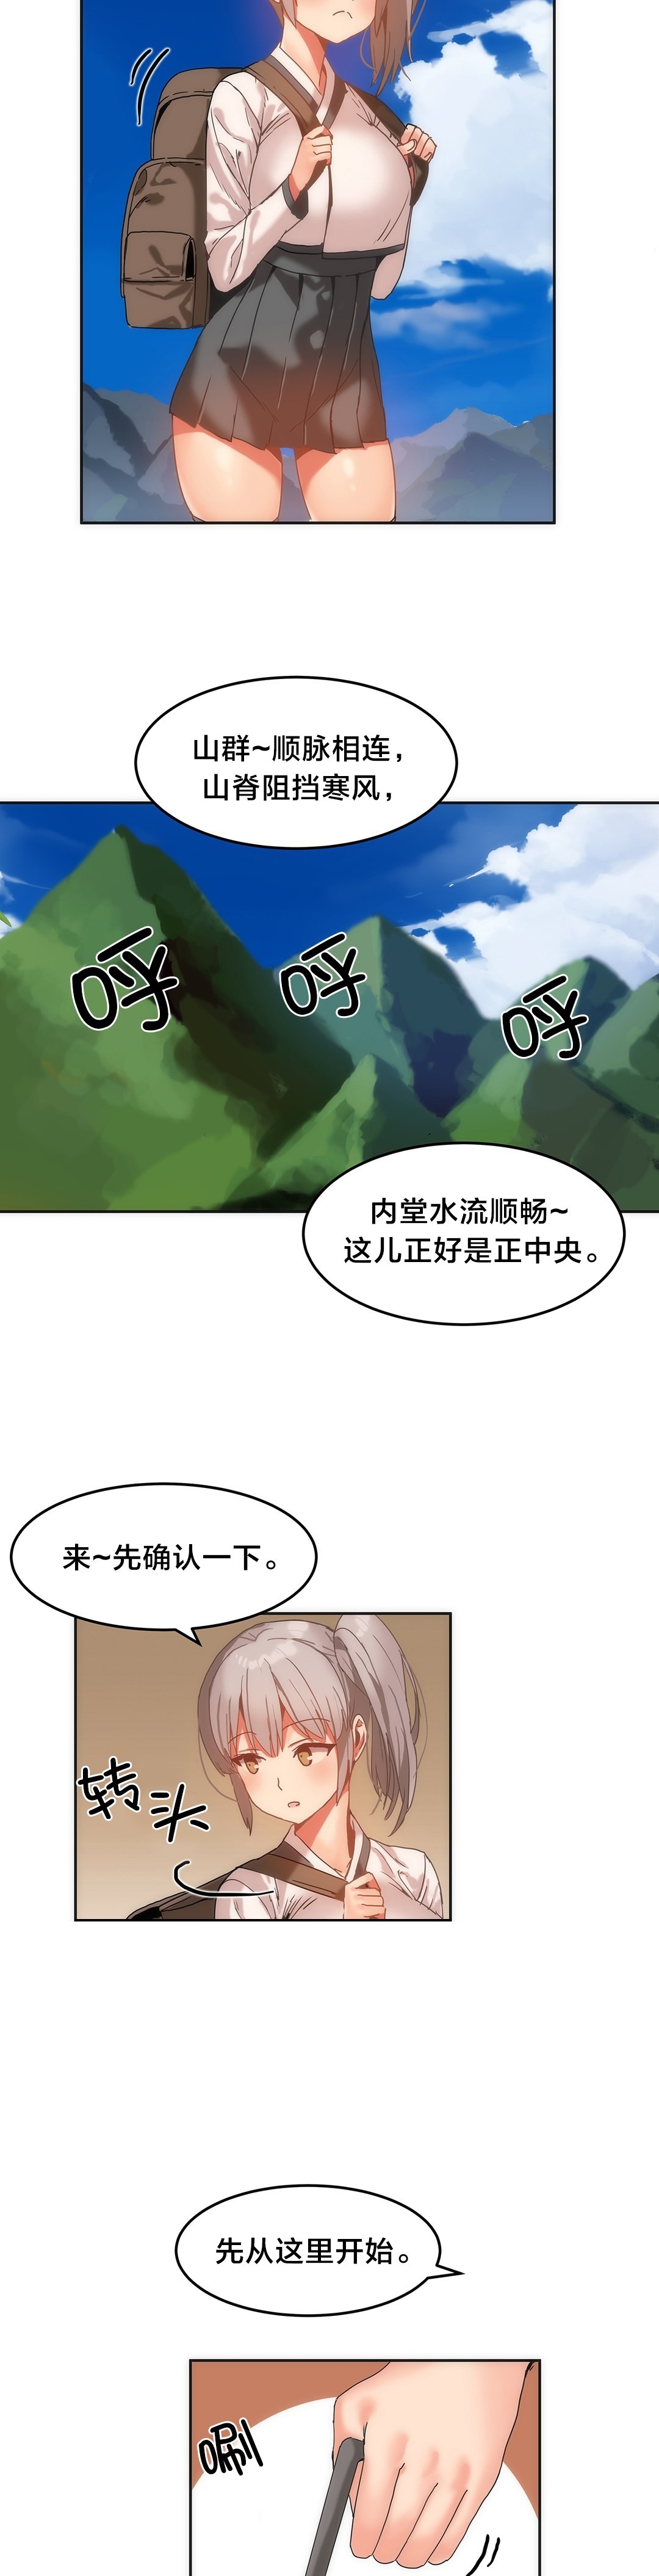 山群~顺脉相连，
山脊阻挡寒风，
呼
呼
呼
内堂水流顺畅~
这儿正好是正中央。
来~先确认一下。
转头
先从这里开始。
唰